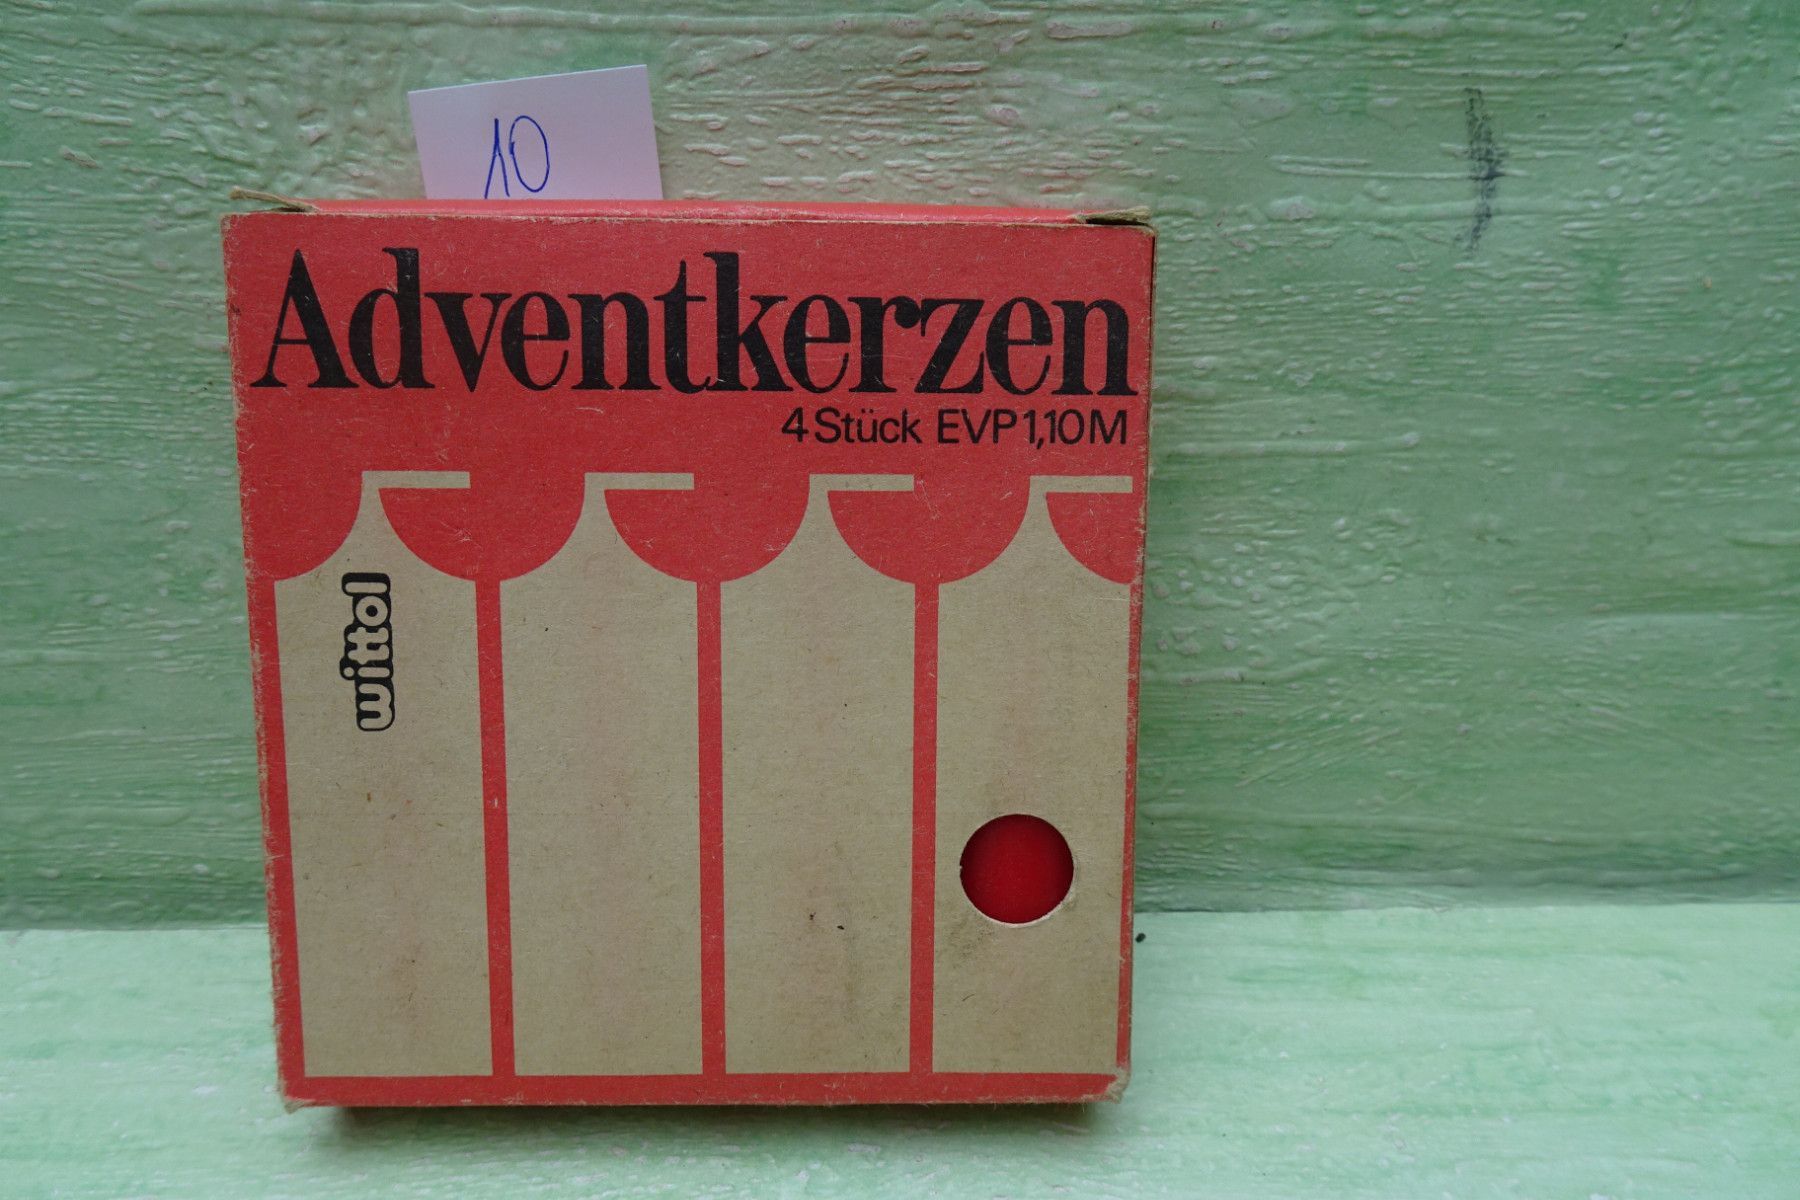 10
Adventkerzen
4 Stück EVP 1,10 M
wittol